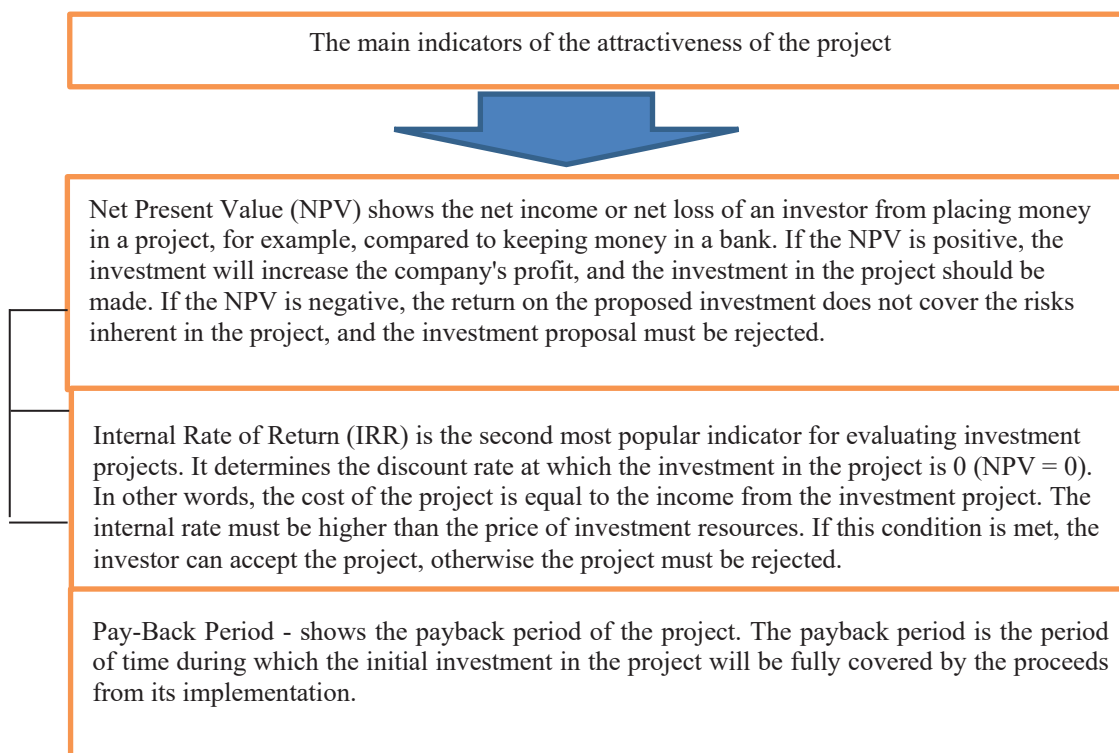 The main indicators of the attractiveness of the project
Net Present Value (NPV) shows the net income or net loss of an investor from placing money
in a project, for example, compared to keeping money in a bank. If the NPV is positive, the
investment will increase the company's profit, and the investment in the project should be
made. If the NPV is negative, the return on the proposed investment does not cover the risks
inherent in the project, and the investment proposal must be rejected.
Internal Rate of Return (IRR) is the second most popular indicator for evaluating investment
projects. It determines the discount rate at which the investment in the project is 0 (NPV = 0).
In other words, the cost of the project is equal to the income from the investment project. The
internal rate must be higher than the price of investment resources. If this condition is met, the
investor can accept the project, otherwise the project must be rejected.
Pay-Back Period - shows the payback period of the project. The payback period is the period
of time during which the initial investment in the project will be fully covered by the proceeds
from its implementation.